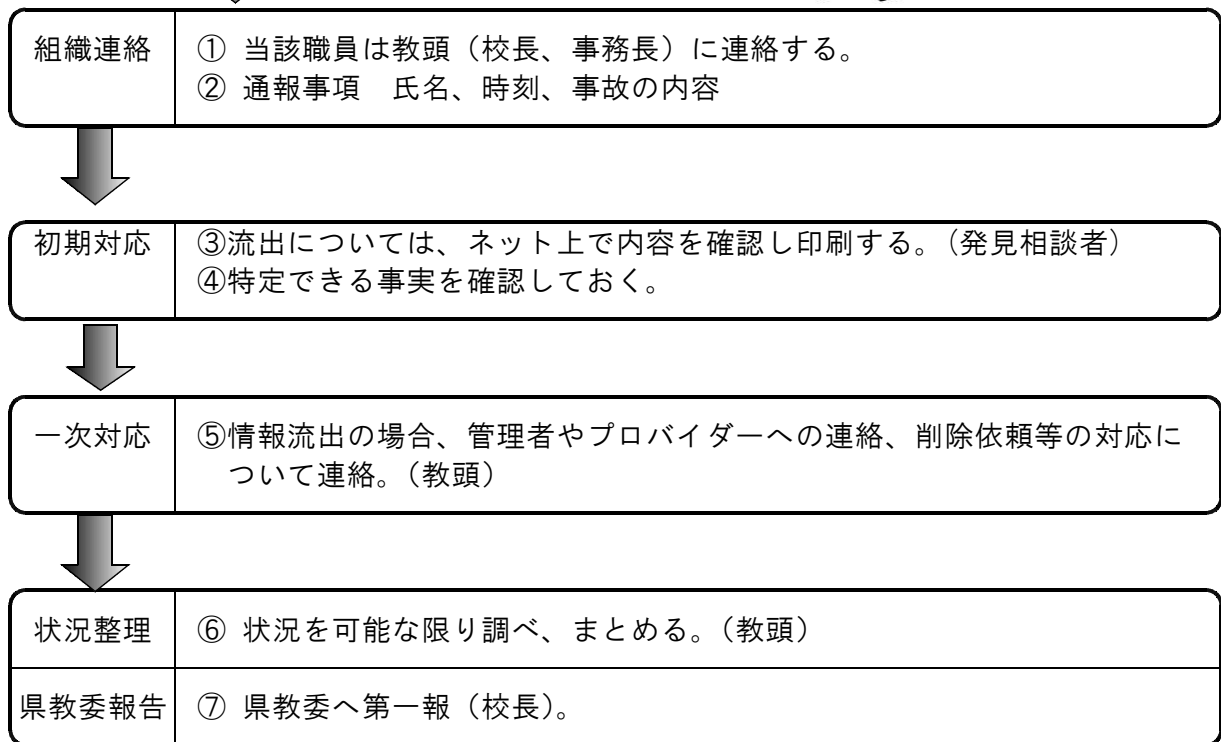 組織連絡
① 当該職員は教頭（校長、事務長）に連絡する。
② 通報事項　氏名、時刻、事故の内容
初期対応
③流出については、ネット上で内容を確認し印刷する。（発見相談者）
④特定できる事実を確認しておく。
一次対応
⑤情報流出の場合、管理者やプロバイダーへの連絡、削除依頼等の対応に
ついて連絡。（教頭）
状況整理
⑥ 状況を可能な限り調べ、まとめる。（教頭）
県教委報告
⑦ 県教委へ第一報（校長）。